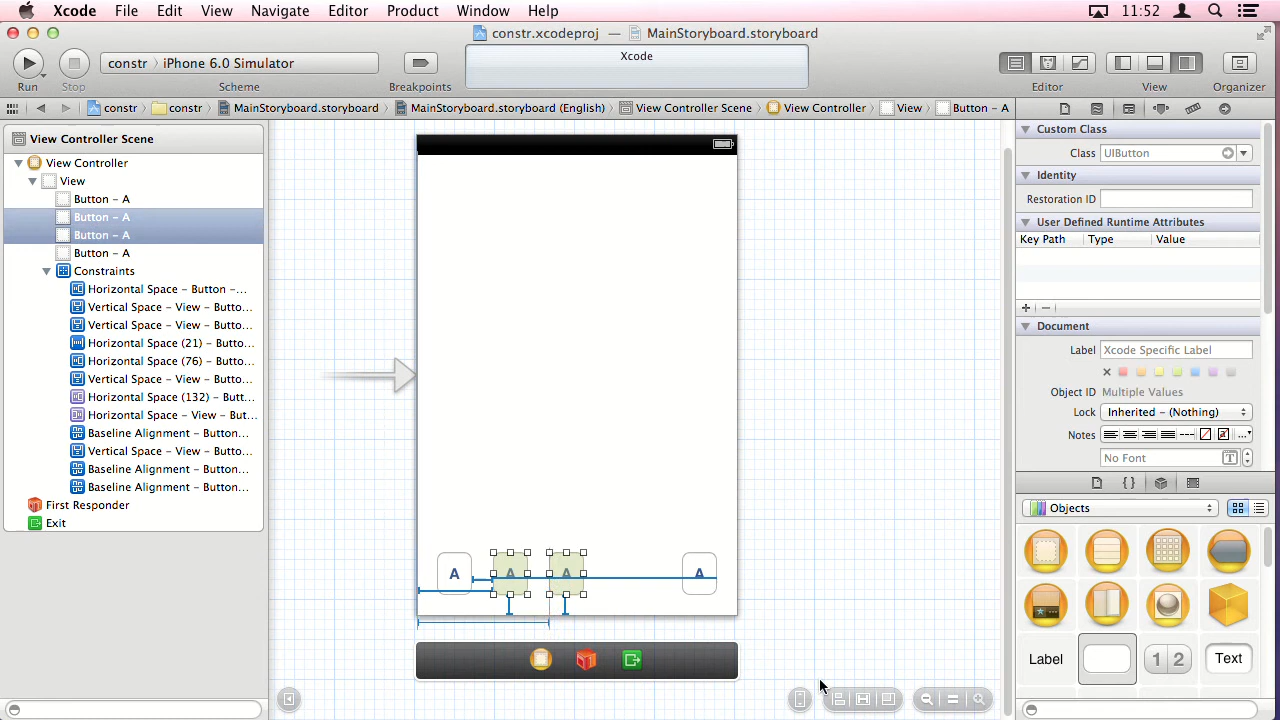 Xcode File Edit View Navigate Editor Product Window Help 11:52
constr.xcodeproj — MainStoryboard.storyboard
constr iPhone 6.0 Simulator
Xcode
Run Stop Scheme Breakpoints Editor View Organizer
constr constr MainStoryboard.storyboard MainStoryboard.storyboard (English) View Controller Scene View Controller View Button – A
View Controller Scene
View Controller
View
Button – A
Button – A
Button – A
Button – A
Constraints
Horizontal Space – Button –...
Vertical Space – View – Butto...
Vertical Space – View – Butto...
Horizontal Space (21) – Butto...
Horizontal Space (76) – Butto...
Vertical Space – View – Butto...
Horizontal Space (132) – Butto...
Horizontal Space – View – But...
Baseline Alignment – Button...
Vertical Space – View – Butto...
Baseline Alignment – Button...
Baseline Alignment – Button...
First Responder
Exit
A A A A
Custom Class
Class UIButton
Identity
Restoration ID
User Defined Runtime Attributes
Key Path Type Value
Document
Label Xcode Specific Label
Object ID Multiple Values
Lock Inherited – (Nothing)
Notes
No Font
Objects
Label 1 2 Text